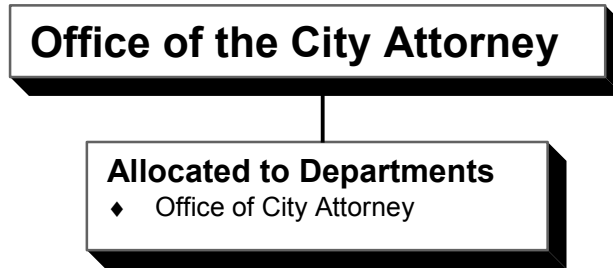 Office of the City Attorney
Allocated to Departments
♦ Office of City Attorney